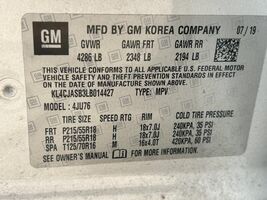 GM
MFD BY GM KOREA COMPANY 07/19
GVWR GAWR FRT GAWR RR
4286 LB 2348 LB 2194 LB
THIS VEHICLE CONFORMS TO ALL APPLICABLE U.S. FEDERAL MOTOR
VEHICLE SAFETY AND THEFT PREVENTION STANDARDS IN EFFECT ON
THE DATE OF MANUFACTURE SHOWN ABOVE.
KL4CJASB3LB014427 TYPE: MPV
MODEL: 4JU76
TIRE SIZE SPEED RTG RIM COLD TIRE PRESSURE
FRT P215/55R18 H 18x7.0J 240KPA, 35 PSI
RR P215/55R18 H 18x7.0J 240KPA, 35 PSI
SPA T125/70R16 M 16x4.0T 420KPA, 60 PSI
SEE OWNER'S MANUAL FOR MORE INFORMATION.